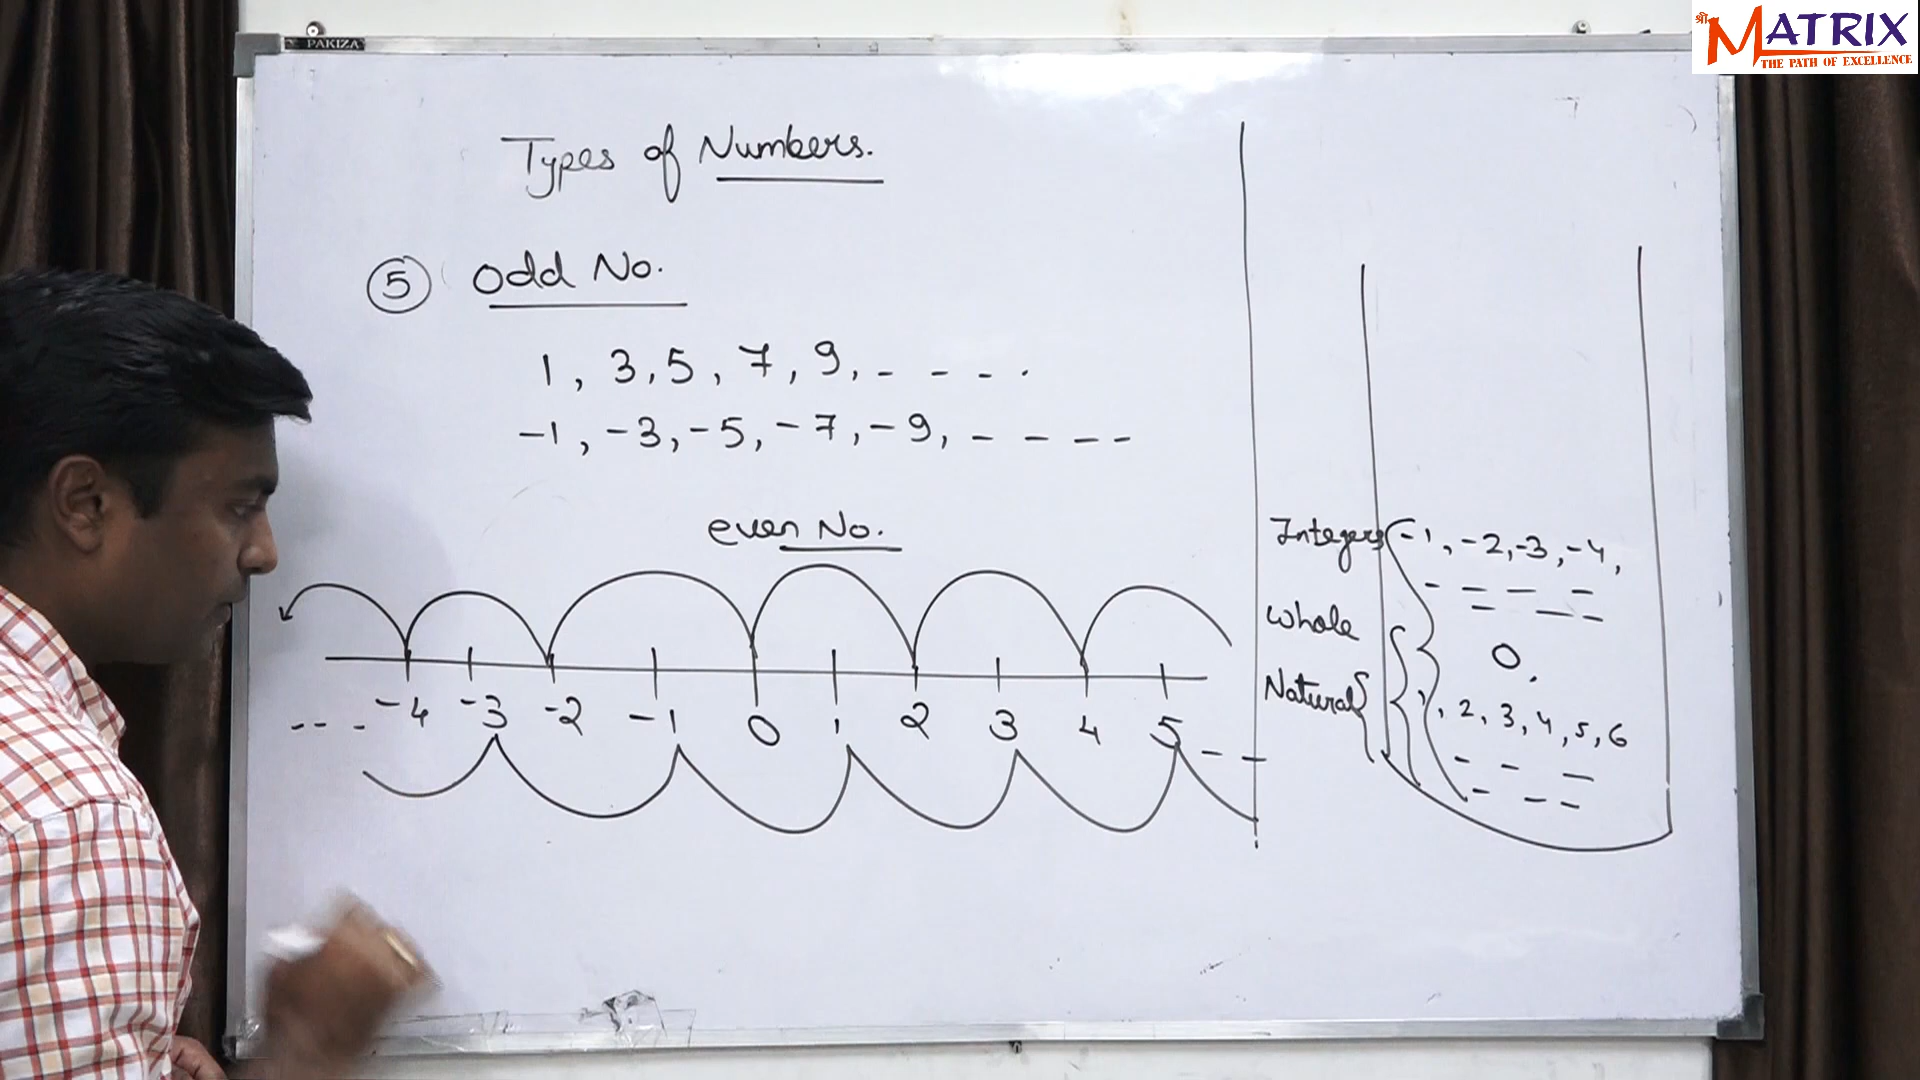 श्री MATRIX
THE PATH OF EXCELLENCE
PAKIZA
Types of Numbers.
5 Odd No.
1, 3, 5, 7, 9, - - - .
-1, -3, -5, -7, -9, - - - -
even No.
- - - -4 -3 -2 -1 0 1 2 3 4 5 - -
Integers -1, -2, -3, -4,
- - - -
- - -
Whole 0,
Natural 1, 2, 3, 4, 5, 6
- - -
- - -